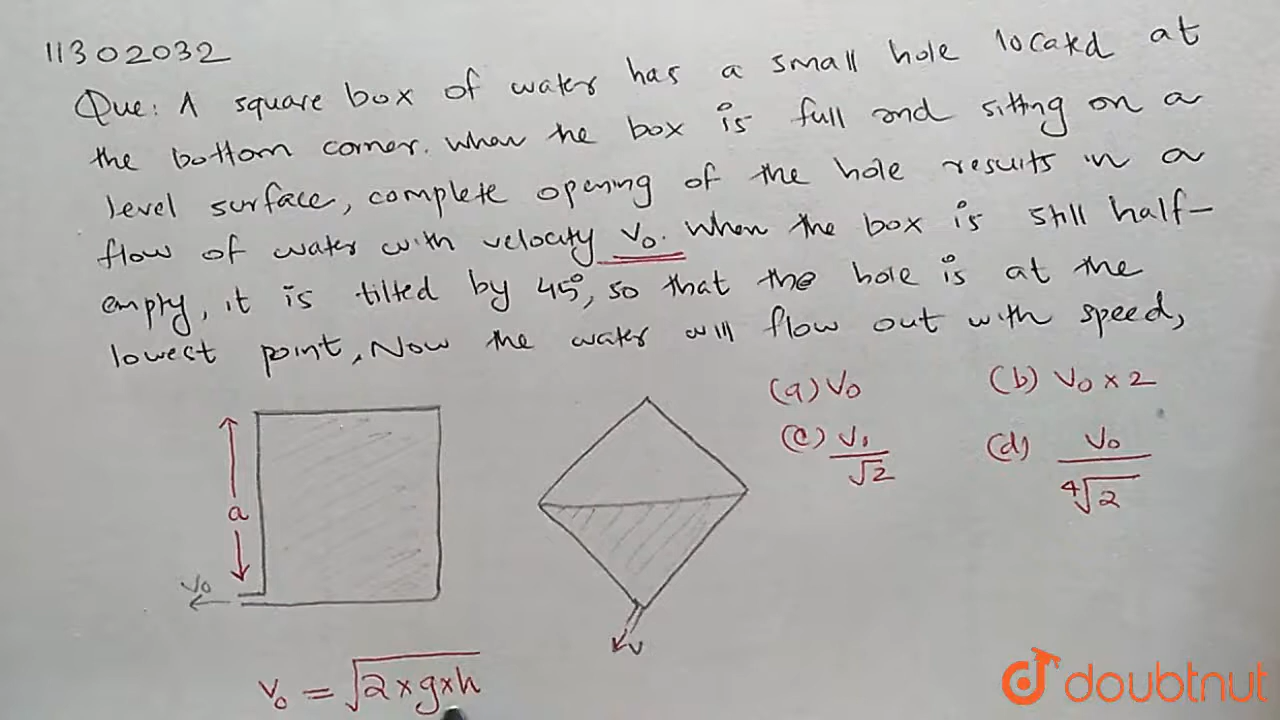 11302032
Que: A square box of water has a small hole located at
the bottom corner. When he box is full and sitting on a
level surface, complete opening of the hole results in a
flow of water with velocity V₀. When the box is still half-
empty, it is tilted by 45°, so that the hole is at the
lowest point, Now the water will flow out with speed,
(a) V₀ (b) V₀ × 2
(c) V₀/√2 (d) V₀/⁴√2
a
V₀
V
V₀ = √2×g×h
doubtnut